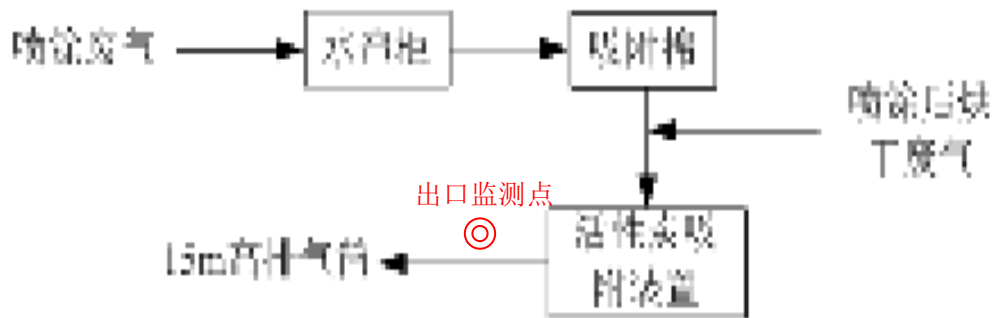 喷涂废气
水帘柜
吸附棉
喷涂后烘
干废气
出口监测点
活性炭吸
附装置
15m高排气筒